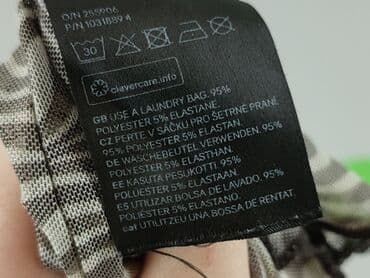 O/N 255906
P/N 1031889 4
30
clevercare.info
GB USE A LAUNDRY BAG. 95%
POLYESTER 5% ELASTANE.
CZ PERTE V SÁČKU PRO ŠETRNÉ PRANÍ.
95% POLYESTER 5% ELASTAN.
DE WÄSCHEBEUTEL VERWENDEN. 95%
POLYESTER 5% ELASTHAN.
EE KASUTA PESUKOTTI. 95%
POLÜESTER 5% ELASTAAN.
ES UTILIZAR BOLSA DE LAVADO. 95%
POLIÉSTER 5% ELASTANO.
cat UTILITZEU UNA BOSSA DE RENTAT.